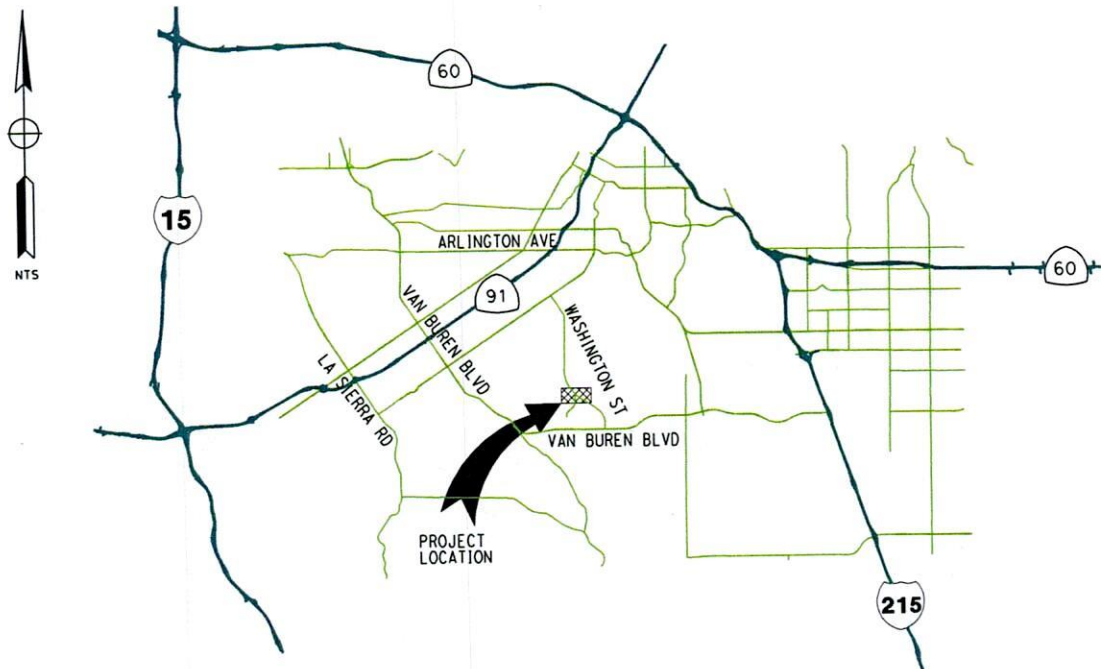 60
15
NTS
ARLINGTON AVE
60
91
VAN BUREN BLVD
WASHINGTON ST
LA SIERRA RD
VAN BUREN BLVD
PROJECT
LOCATION
215